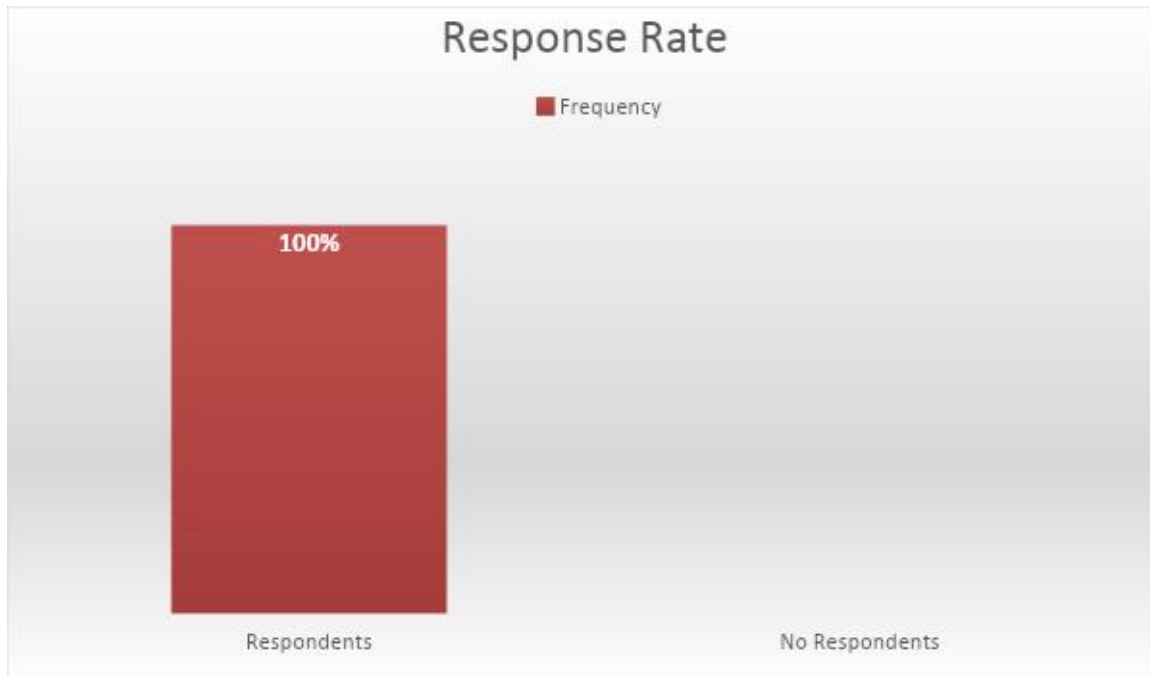 Response Rate
Frequency
100%
Respondents
No Respondents